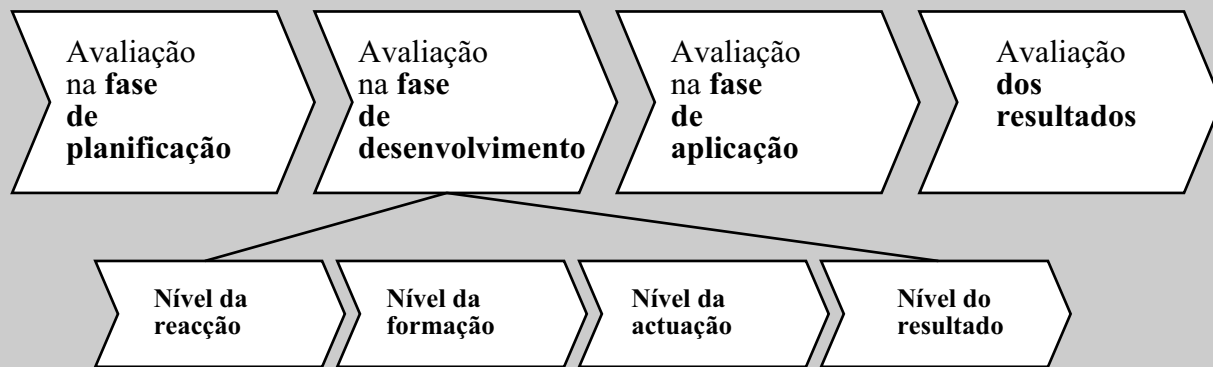 Avaliação
na fase
de
planificação
Avaliação
na fase
de
desenvolvimento
Avaliação
na fase
de
aplicação
Avaliação
dos
resultados
Nível da
reacção
Nível da
formação
Nível da
actuação
Nível do
resultado